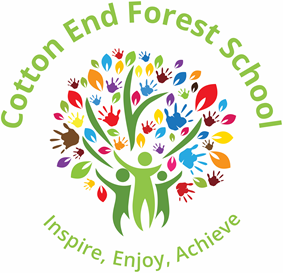 Cotton End Forest School
Inspire, Enjoy, Achieve